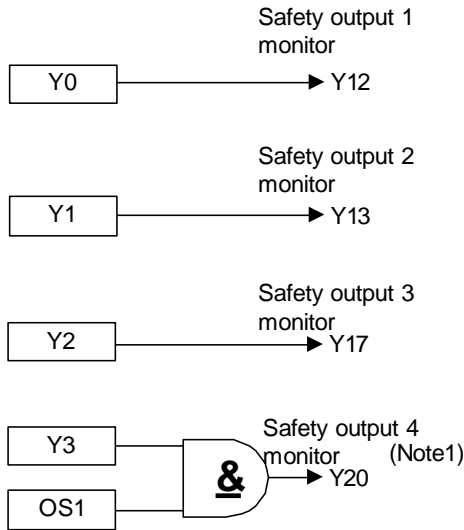 Safety output 1
monitor
Y0
Y12
Safety output 2
monitor
Y1
Y13
Safety output 3
monitor
Y2
Y17
Y3
Safety output 4
monitor (Note1)
&
Y20
OS1